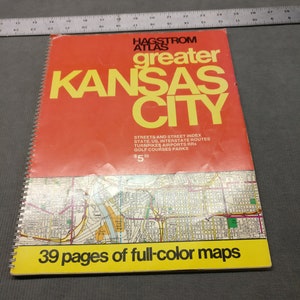 HAGSTROM
ATLAS
greater
KANSAS
CITY
STREETS AND STREET INDEX
STATE, US, INTERSTATE ROUTES
TURNPIKES AIRPORTS
GOLF COURSES PARKS
$5
39 pages of full-color maps